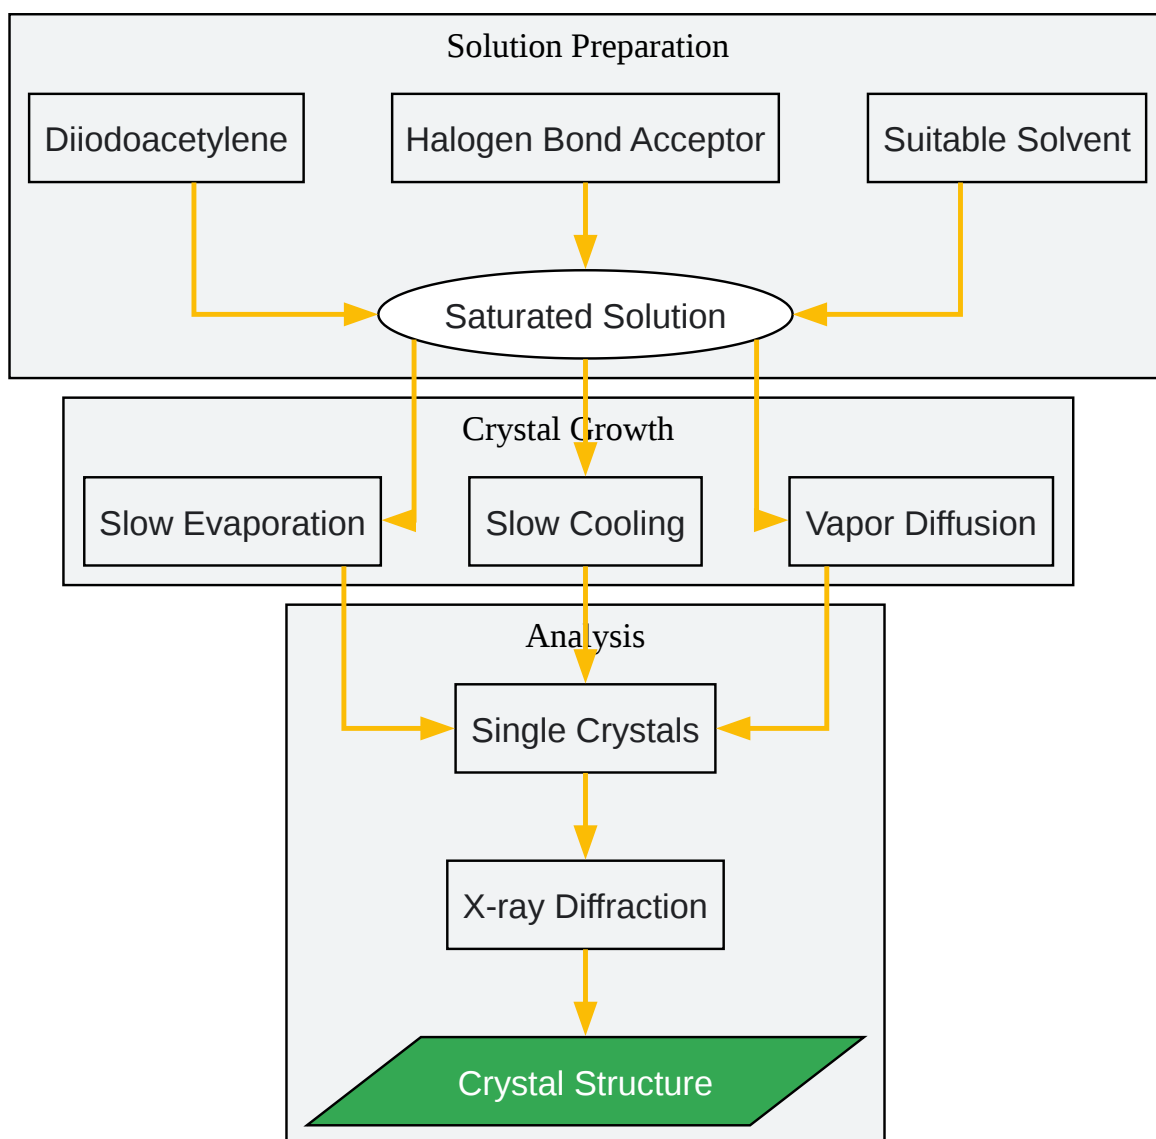 Solution Preparation
Diiodoacetylene
Halogen Bond Acceptor
Suitable Solvent
Saturated Solution
Crystal Growth
Slow Evaporation
Slow Cooling
Vapor Diffusion
Analysis
Single Crystals
X-ray Diffraction
Crystal Structure